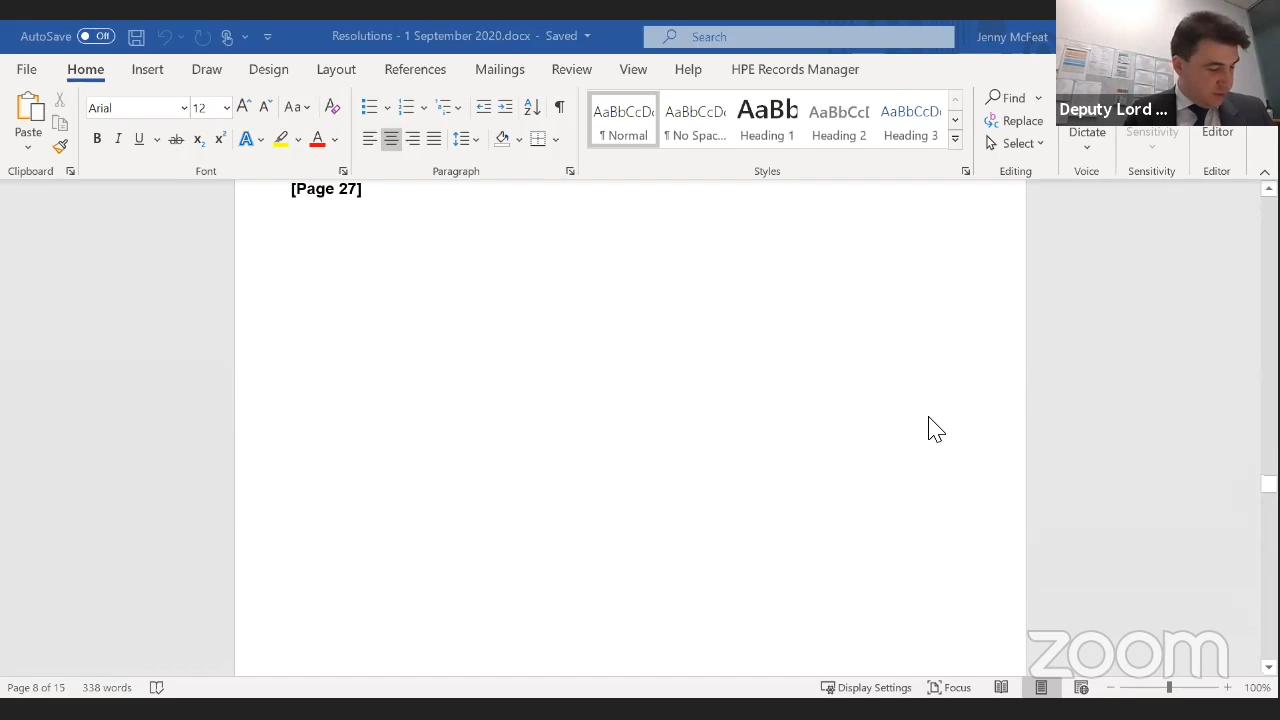 AutoSave Off
Resolutions - 1 September 2020.docx - Saved
Search
Jenny McFeat
File Home Insert Draw Design Layout References Mailings Review View Help HPE Records Manager
Deputy Lord ...
Paste
Arial 12
Aa
AaBbCcDc ¶ Normal
AaBbCcDc ¶ No Spac...
AaBb Heading 1
AaBbCcD Heading 2
AaBbCcDc Heading 3
Find
Replace
Select
Dictate
Sensitivity
Editor
Clipboard Font Paragraph Styles Editing Voice Sensitivity Editor
[Page 27]
zoom
Page 8 of 15 338 words Display Settings Focus 100%